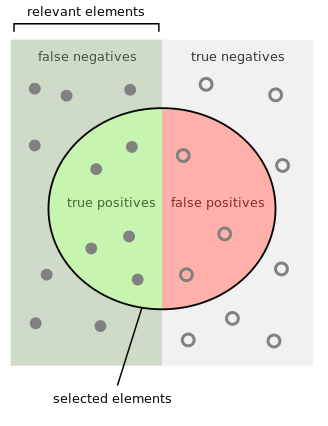 relevant elements
false negatives
true negatives
true positives
false positives
selected elements